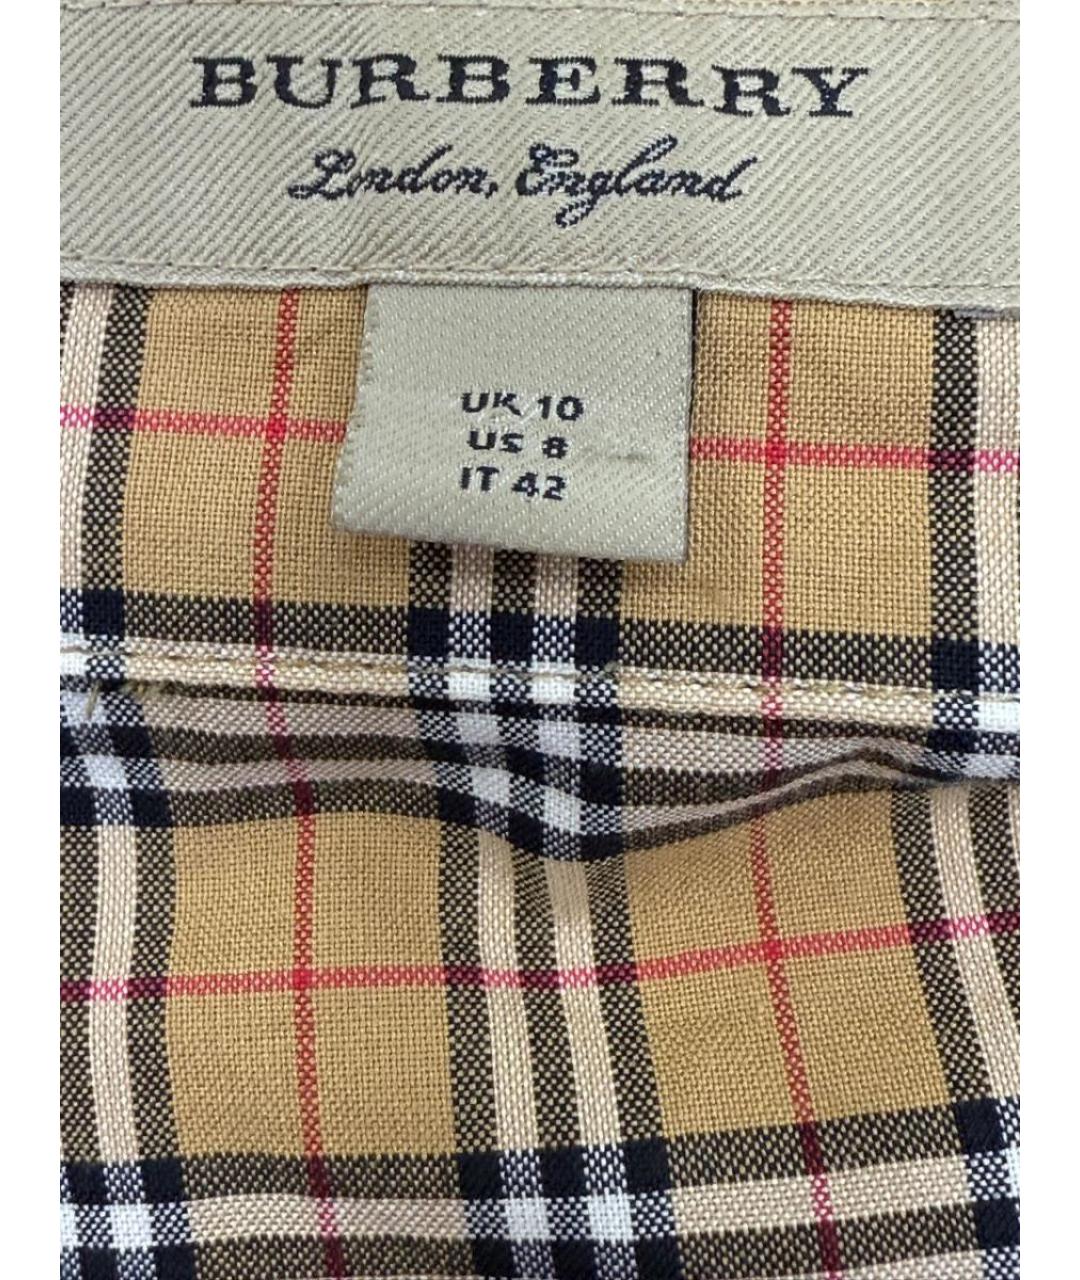 BURBERRY
London, England
UK 10
US 8
IT 42